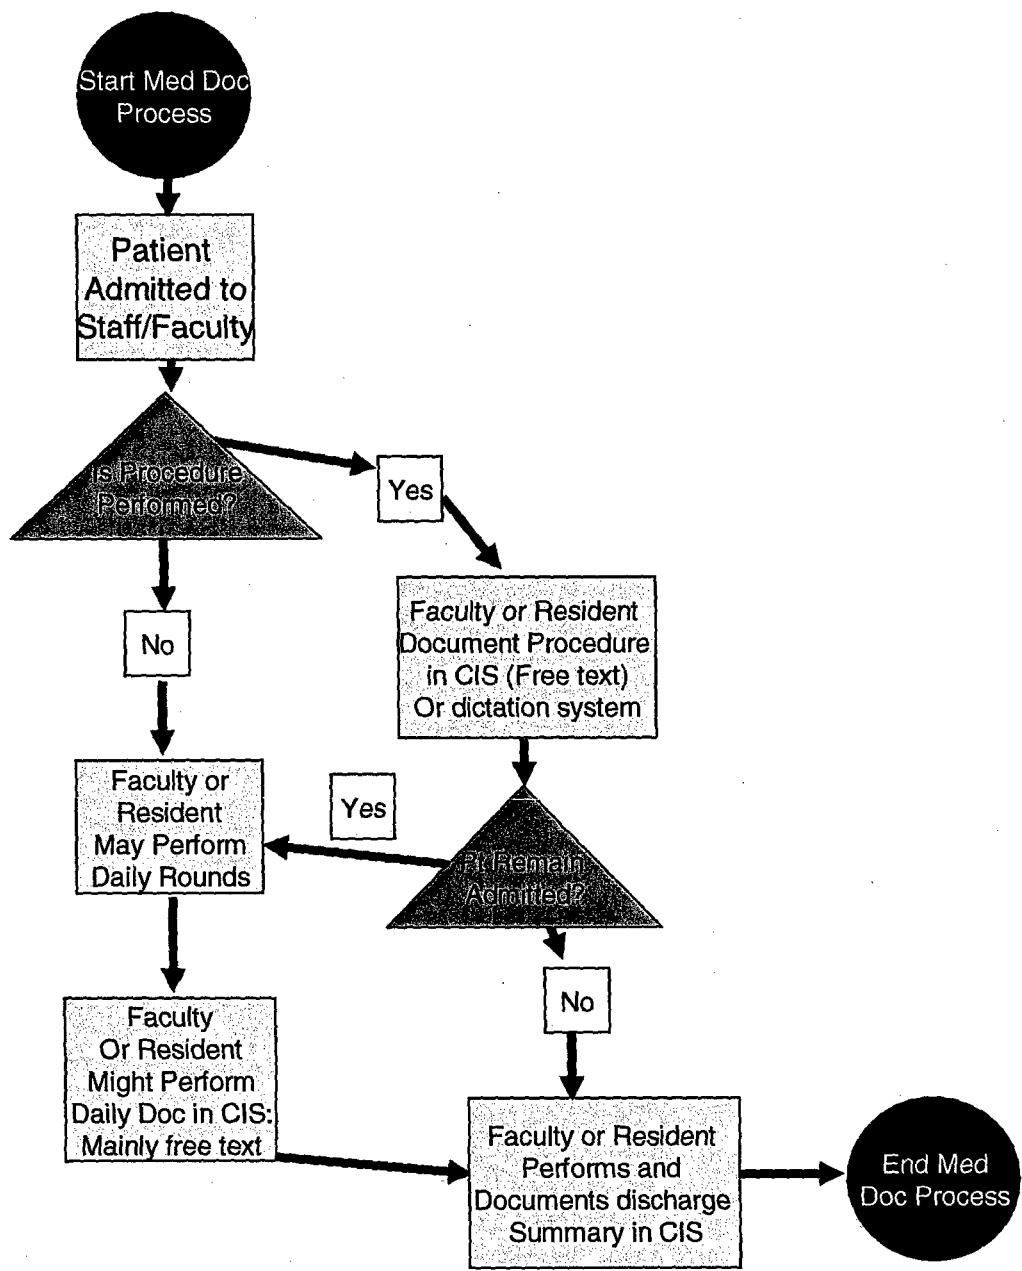 Start Med Doc
Process
Patient
Admitted to
Staff/Faculty
Is Procedure
Performed?
Yes
No
Faculty or Resident
Document Procedure
in CIS (Free text)
Or dictation system
Faculty or
Resident
May Perform
Daily Rounds
Yes
Pt Remain
Admitted?
No
Faculty
Or Resident
Might Perform
Daily Doc in CIS:
Mainly free text
Faculty or Resident
Performs and
Documents discharge
Summary in CIS
End Med
Doc Process